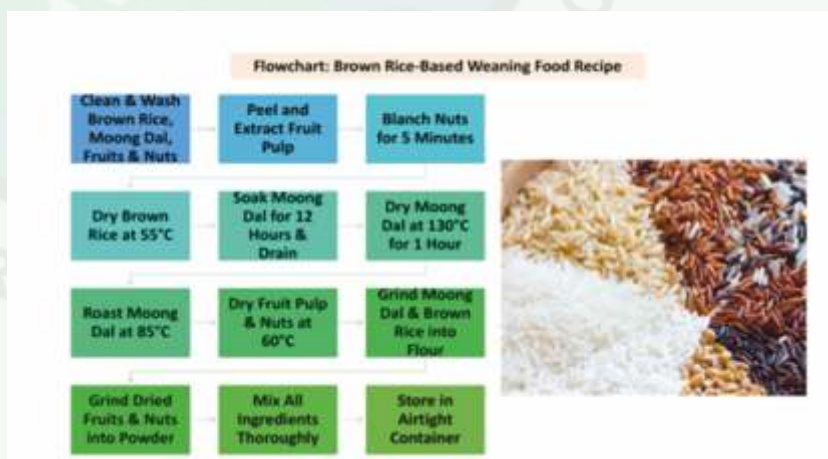 Flowchart: Brown Rice-Based Weaning Food Recipe
Clean & Wash
Brown Rice,
Moong Dal,
Fruits & Nuts
Peel and
Extract Fruit
Pulp
Blanch Nuts
for 5 Minutes
Dry Brown
Rice at 55°C
Soak Moong
Dal for 12
Hours &
Drain
Dry Moong
Dal at 130°C
for 1 Hour
Roast Moong
Dal at 85°C
Dry Fruit Pulp
& Nuts at
60°C
Grind Moong
Dal & Brown
Rice into
Flour
Grind Dried
Fruits & Nuts
into Powder
Mix All
Ingredients
Thoroughly
Store in
Airtight
Container